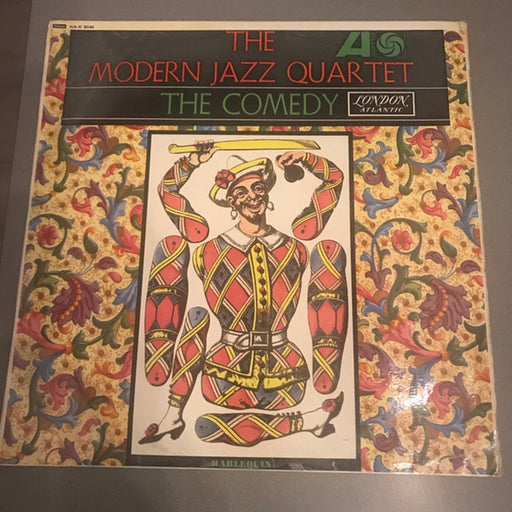 THE
MODERN JAZZ QUARTET
THE COMEDY
LONDON
ATLANTIC
HARLEQUIN